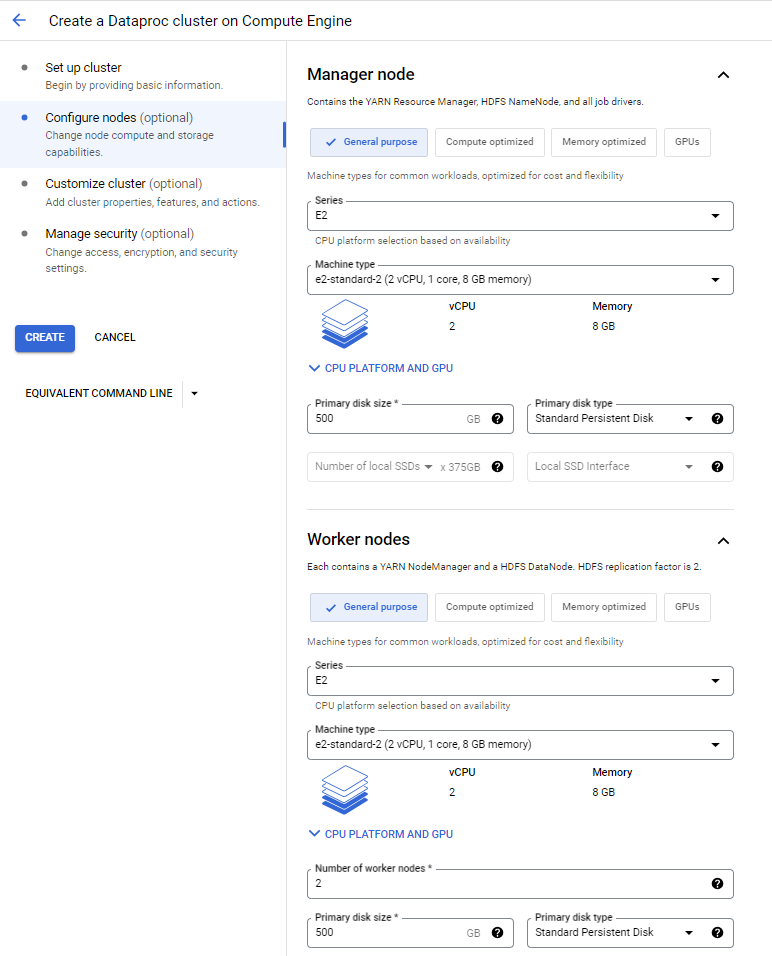 Create a Dataproc cluster on Compute Engine
Set up cluster
Begin by providing basic information.
Configure nodes (optional)
Change node compute and storage
capabilities.
Customize cluster (optional)
Add cluster properties, features, and actions.
Manage security (optional)
Change access, encryption, and security
settings.
CREATE CANCEL
EQUIVALENT COMMAND LINE
Manager node
Contains the YARN Resource Manager, HDFS NameNode, and all job drivers.
General purpose Compute optimized Memory optimized GPUs
Machine types for common workloads, optimized for cost and flexibility
Series
E2
CPU platform selection based on availability
Machine type
e2-standard-2 (2 vCPU, 1 core, 8 GB memory)
vCPU Memory
2 8 GB
CPU PLATFORM AND GPU
Primary disk size * Primary disk type
500 GB Standard Persistent Disk
Number of local SSDs x 375GB Local SSD Interface
Worker nodes
Each contains a YARN NodeManager and a HDFS DataNode. HDFS replication factor is 2.
General purpose Compute optimized Memory optimized GPUs
Machine types for common workloads, optimized for cost and flexibility
Series
E2
CPU platform selection based on availability
Machine type
e2-standard-2 (2 vCPU, 1 core, 8 GB memory)
vCPU Memory
2 8 GB
CPU PLATFORM AND GPU
Number of worker nodes *
2
Primary disk size * Primary disk type
500 GB Standard Persistent Disk